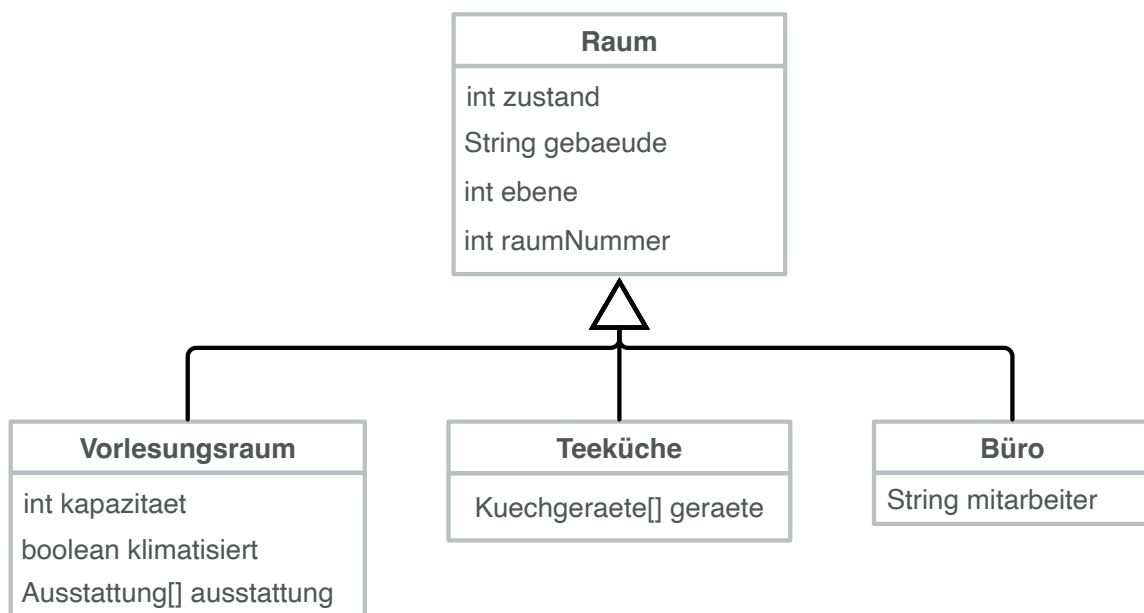 Raum
int zustand
String gebaeude
int ebene
int raumNummer
Vorlesungsraum
int kapazitaet
boolean klimatisiert
Ausstattung[] ausstattung
Teeküche
Kuechgeraete[] geraete
Büro
String mitarbeiter